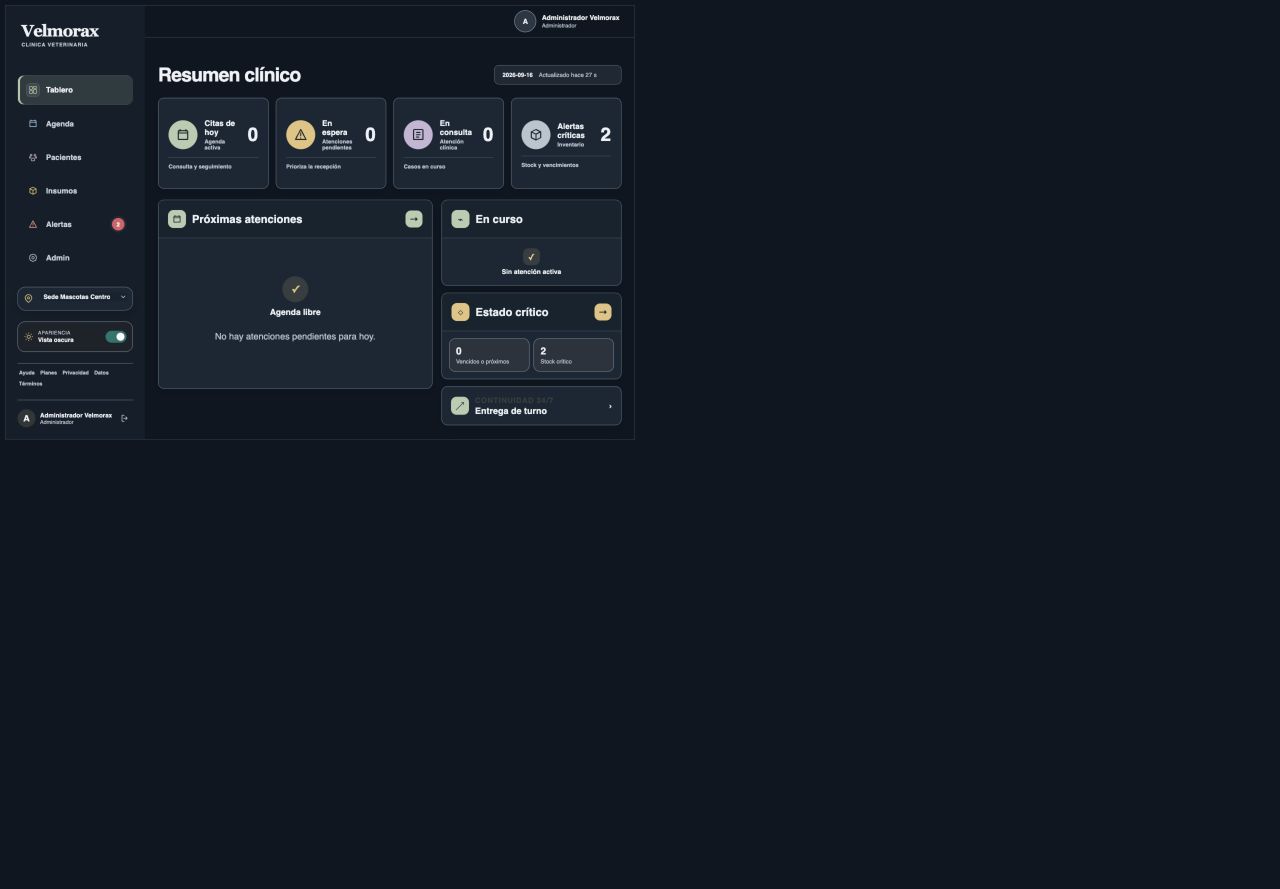 Velmorax
CLINICA VETERINARIA
Tablero
Agenda
Pacientes
Insumos
Alertas
2
Admin
Sede Mascotas Centro
APARIENCIA
Vista oscura
Ayuda Planes Privacidad Datos
Términos
A
Administrador Velmorax
Administrador
A
Administrador Velmorax
Administrador
Resumen clínico
2026-09-16 Actualizado hace 27 s
Citas de
hoy
Agenda
activa
0
Consulta y seguimiento
En
espera
Atenciones
pendientes
0
Prioriza la recepción
En
consulta
Atención
clínica
0
Casos en curso
Alertas
críticas
Inventario
2
Stock y vencimientos
Próximas atenciones
Agenda libre
No hay atenciones pendientes para hoy.
En curso
Sin atención activa
Estado crítico
0
Vencidos o próximos
2
Stock crítico
CONTINUIDAD 24/7
Entrega de turno